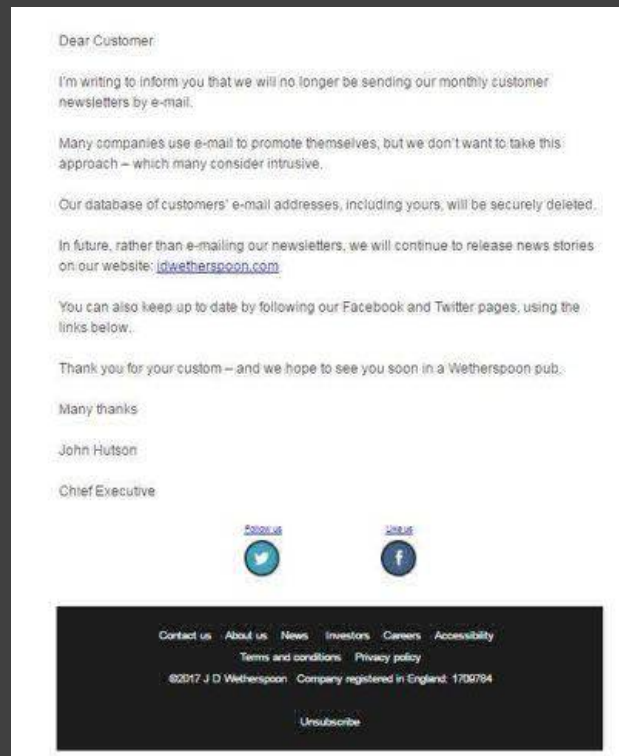 Dear Customer
I'm writing to inform you that we will no longer be sending our monthly customer
newsletters by e-mail.
Many companies use e-mail to promote themselves, but we don't want to take this
approach – which many consider intrusive.
Our database of customers' e-mail addresses, including yours, will be securely deleted.
In future, rather than e-mailing our newsletters, we will continue to release news stories
on our website: jdwetherspoon.com
You can also keep up to date by following our Facebook and Twitter pages, using the
links below.
Thank you for your custom – and we hope to see you soon in a Wetherspoon pub.
Many thanks
John Hutson
Chief Executive
Follow us Like us
Contact us About us News Investors Careers Accessibility
Terms and conditions Privacy policy
©2017 J D Wetherspoon Company registered in England: 1709784
Unsubscribe